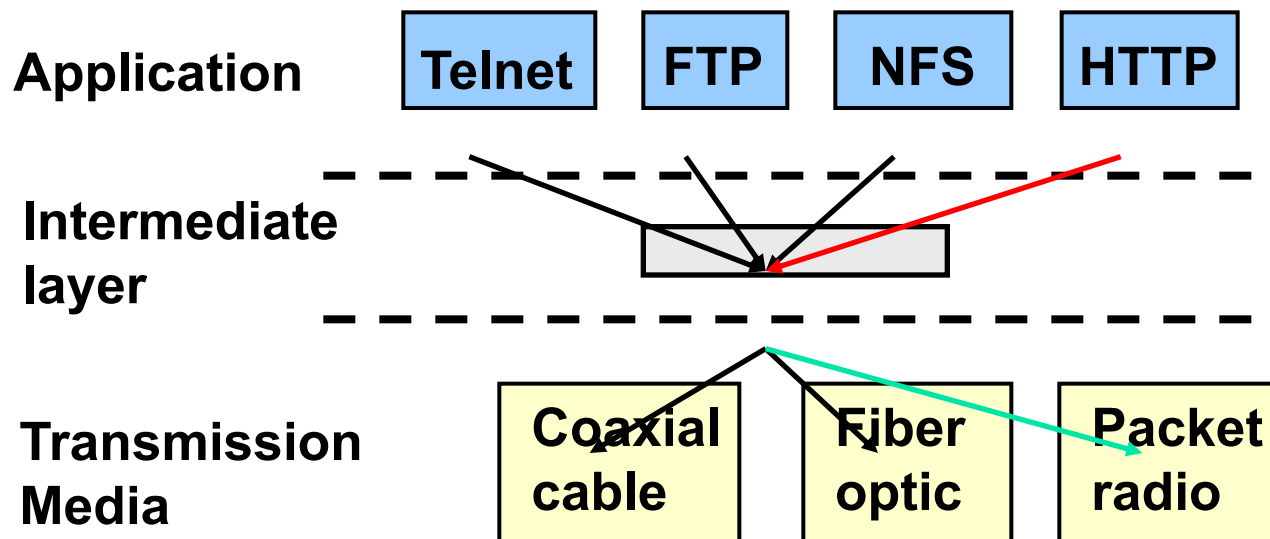 Application
Telnet
FTP
NFS
HTTP
Intermediate
layer
Transmission
Media
Coaxial
cable
Fiber
optic
Packet
radio